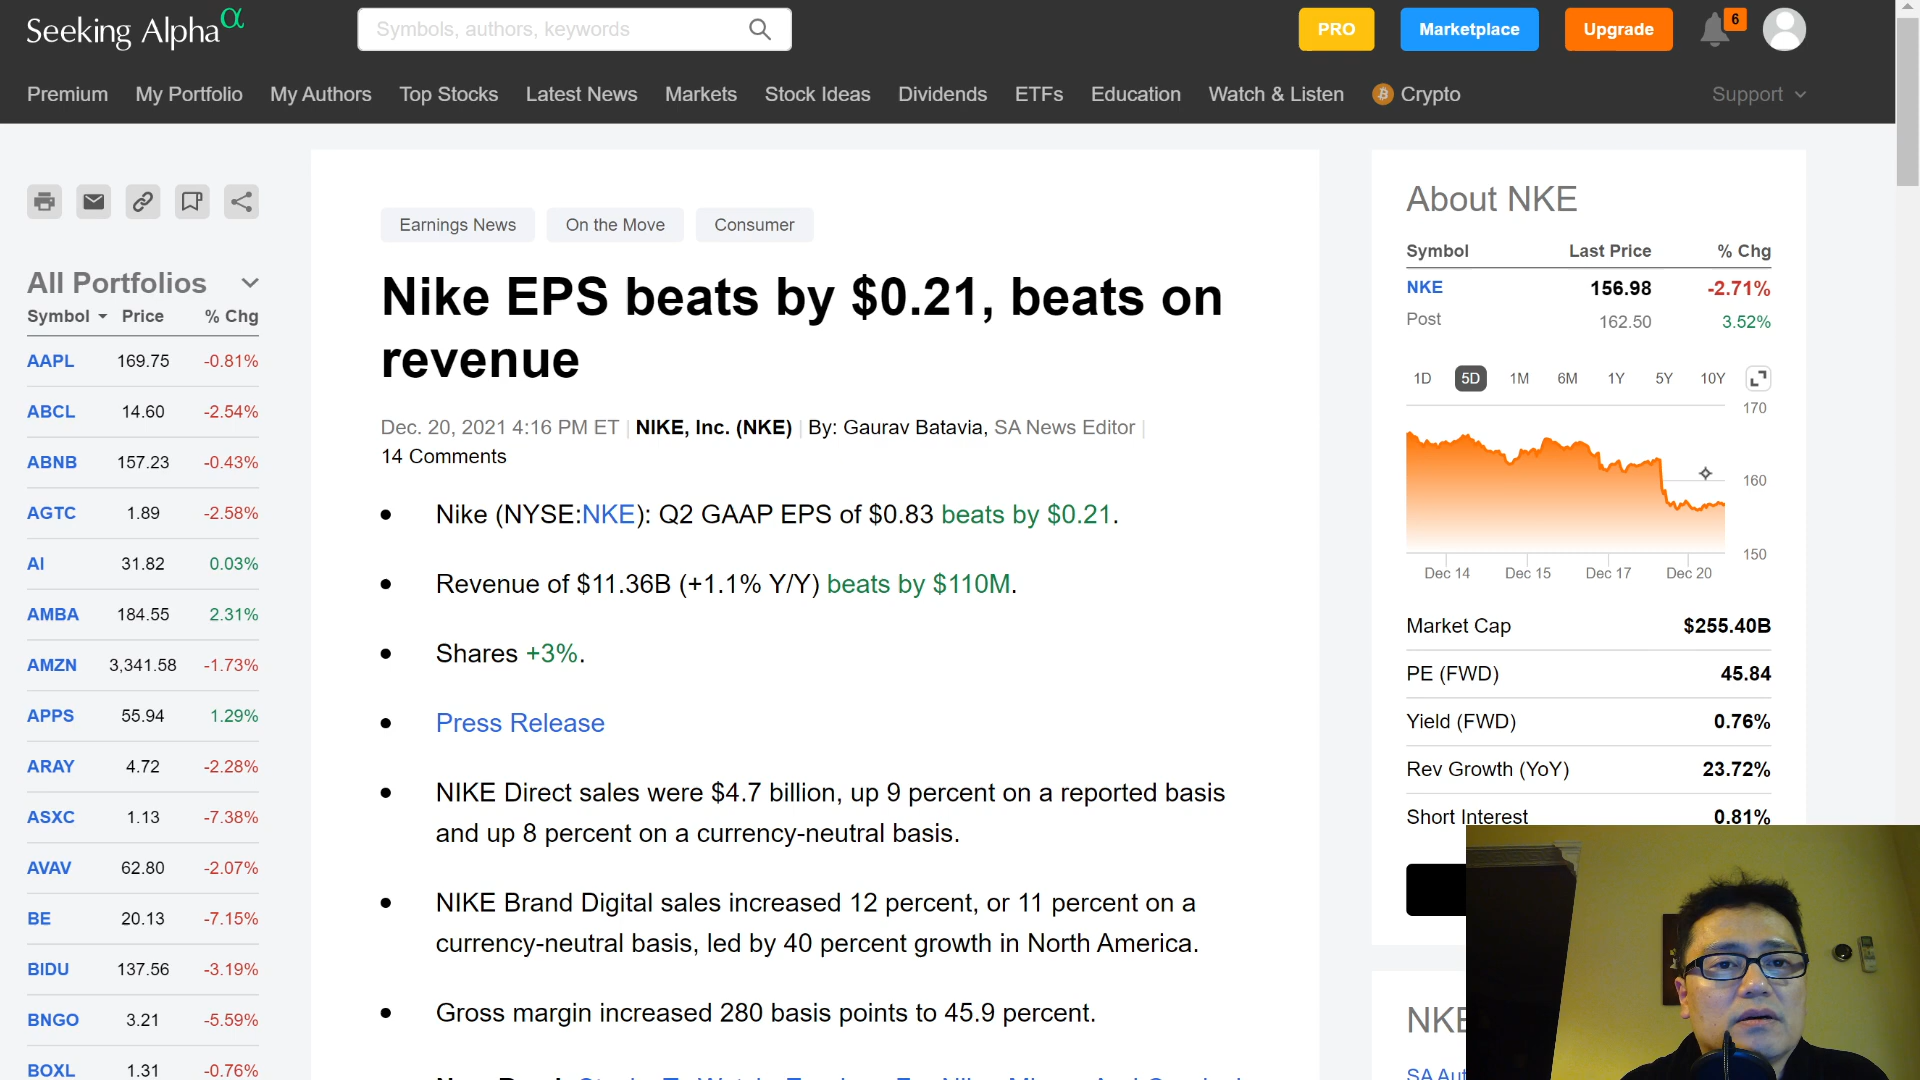 Seeking Alpha α
Symbols, authors, keywords
PRO
Marketplace
Upgrade
6
Premium My Portfolio My Authors Top Stocks Latest News Markets Stock Ideas Dividends ETFs Education Watch & Listen Crypto Support
All Portfolios
Symbol Price % Chg
AAPL 169.75 -0.81%
ABCL 14.60 -2.54%
ABNB 157.23 -0.43%
AGTC 1.89 -2.58%
AI 31.82 0.03%
AMBA 184.55 2.31%
AMZN 3,341.58 -1.73%
APPS 55.94 1.29%
ARAY 4.72 -2.28%
ASXC 1.13 -7.38%
AVAV 62.80 -2.07%
BE 20.13 -7.15%
BIDU 137.56 -3.19%
BNGO 3.21 -5.59%
BOXL 1.31 -0.76%
Earnings News On the Move Consumer
Nike EPS beats by $0.21, beats on
revenue
Dec. 20, 2021 4:16 PM ET | NIKE, Inc. (NKE) | By: Gaurav Batavia, SA News Editor |
14 Comments
• Nike (NYSE:NKE): Q2 GAAP EPS of $0.83 beats by $0.21.
• Revenue of $11.36B (+1.1% Y/Y) beats by $110M.
• Shares +3%.
• Press Release
• NIKE Direct sales were $4.7 billion, up 9 percent on a reported basis
and up 8 percent on a currency-neutral basis.
• NIKE Brand Digital sales increased 12 percent, or 11 percent on a
currency-neutral basis, led by 40 percent growth in North America.
• Gross margin increased 280 basis points to 45.9 percent.
About NKE
Symbol Last Price % Chg
NKE 156.98 -2.71%
Post 162.50 3.52%
1D 5D 1M 6M 1Y 5Y 10Y
170
160
150
Dec 14 Dec 15 Dec 17 Dec 20
Market Cap $255.40B
PE (FWD) 45.84
Yield (FWD) 0.76%
Rev Growth (YoY) 23.72%
Short Interest 0.81%
NKE